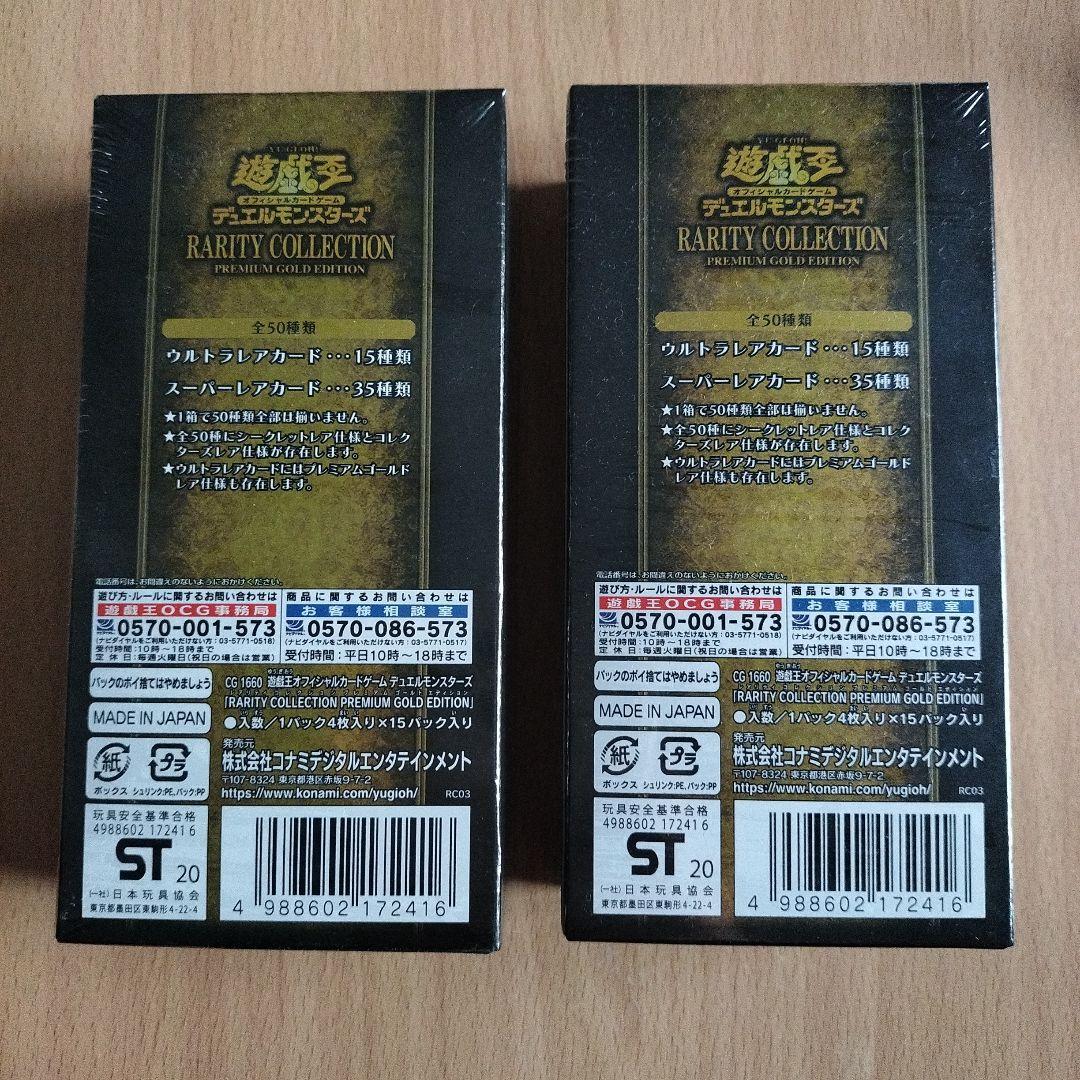 YU-GI-OH!
遊戯王
オフィシャルカードゲーム
デュエルモンスターズ
RARITY COLLECTION
PREMIUM GOLD EDITION
全50種類
ウルトラレアカード・・・15種類
スーパーレアカード・・・35種類
★1箱で50種類全部は揃いません。
★全50種にシークレットレア仕様とコレク
ターズレア仕様が存在します。
★ウルトラレアカードにはプレミアムゴールド
レア仕様も存在します。
電話番号は、お間違えのないようにおかけください。
遊び方・ルールに関するお問い合わせは
遊戯王OCG事務局
0570-001-573
(ナビダイヤルをご利用いただけない方:03-5771-0518)
受付時間:10時〜18時まで
定休日:毎週火曜日(祝日の場合は営業)
商品に関するお問い合わせは
お客様相談室
0570-086-573
(ナビダイヤルをご利用いただけない方:03-5771-0517)
受付時間:平日10時〜18時まで
パックのポイ捨てはやめましょう
MADE IN JAPAN
紙
プラ
ボックス シュリンク:PE、パック:PP
CG 1660 遊戯王オフィシャルカードゲーム デュエルモンスターズ
「RARITY COLLECTION PREMIUM GOLD EDITION」
●入数/1パック4枚入り×15パック入り
発売元
株式会社コナミデジタルエンタテインメント
〒107-8324 東京都港区赤坂9-7-2
https://www.konami.com/yugioh/
RC03
玩具安全基準合格
4988602 17241 6
ST 20
(一社)日本玩具協会
東京都墨田区東駒形4-22-4
4 988602 172416
YU-GI-OH!
遊戯王
オフィシャルカードゲーム
デュエルモンスターズ
RARITY COLLECTION
PREMIUM GOLD EDITION
全50種類
ウルトラレアカード・・・15種類
スーパーレアカード・・・35種類
★1箱で50種類全部は揃いません。
★全50種にシークレットレア仕様とコレク
ターズレア仕様が存在します。
★ウルトラレアカードにはプレミアムゴールド
レア仕様も存在します。
電話番号は、お間違えのないようにおかけください。
遊び方・ルールに関するお問い合わせは
遊戯王OCG事務局
0570-001-573
(ナビダイヤルをご利用いただけない方:03-5771-0518)
受付時間:10時〜18時まで
定休日:毎週火曜日(祝日の場合は営業)
商品に関するお問い合わせは
お客様相談室
0570-086-573
(ナビダイヤルをご利用いただけない方:03-5771-0517)
受付時間:平日10時〜18時まで
パックのポイ捨てはやめましょう
MADE IN JAPAN
紙
プラ
ボックス シュリンク:PE、パック:PP
CG 1660 遊戯王オフィシャルカードゲーム デュエルモンスターズ
「RARITY COLLECTION PREMIUM GOLD EDITION」
●入数/1パック4枚入り×15パック入り
発売元
株式会社コナミデジタルエンタテインメント
〒107-8324 東京都港区赤坂9-7-2
https://www.konami.com/yugioh/
RC03
玩具安全基準合格
4988602 17241 6
ST 20
(一社)日本玩具協会
東京都墨田区東駒形4-22-4
4 988602 172416